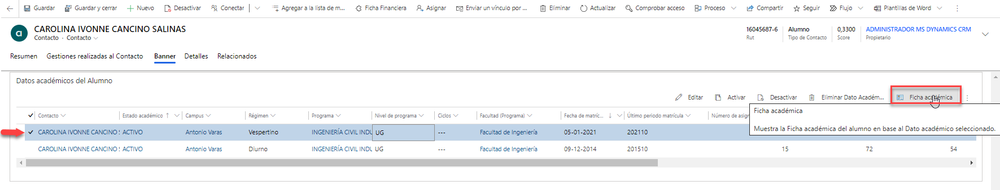 Guardar Guardar y cerrar Nuevo Desactivar Conectar Agregar a la lista de m... Ficha Financiera Asignar Enviar un vínculo por ... Eliminar Actualizar Comprobar acceso Proceso Compartir Seguir Flujo Plantillas de Word
a CAROLINA IVONNE CANCINO SALINAS
Contacto · Contacto
16045687-6 Alumno 0,3300 ADMINISTRADOR MS DYNAMICS CRM
Rut Tipo de Contacto Score Propietario
Resumen Gestiones realizadas al Contacto Banner Detalles Relacionados
Datos académicos del Alumno
Editar Activar Desactivar Eliminar Dato Académ... Ficha académica
Ficha académica
Muestra la Ficha académica del alumno en base al Dato académico seleccionado.
Contacto Estado académico Campus Régimen Programa Nivel de programa Ciclos Facultad (Programa) Fecha de matríc... Último periodo matrícula Número de asign
CAROLINA IVONNE CANCINO S ACTIVO Antonio Varas Vespertino INGENIERÍA CIVIL INDU UG --- Facultad de Ingeniería 05-01-2021 202110
CAROLINA IVONNE CANCINO S ACTIVO Antonio Varas Diurno INGENIERÍA CIVIL INDU UG --- Facultad de Ingeniería 09-12-2014 201510 15 72 54